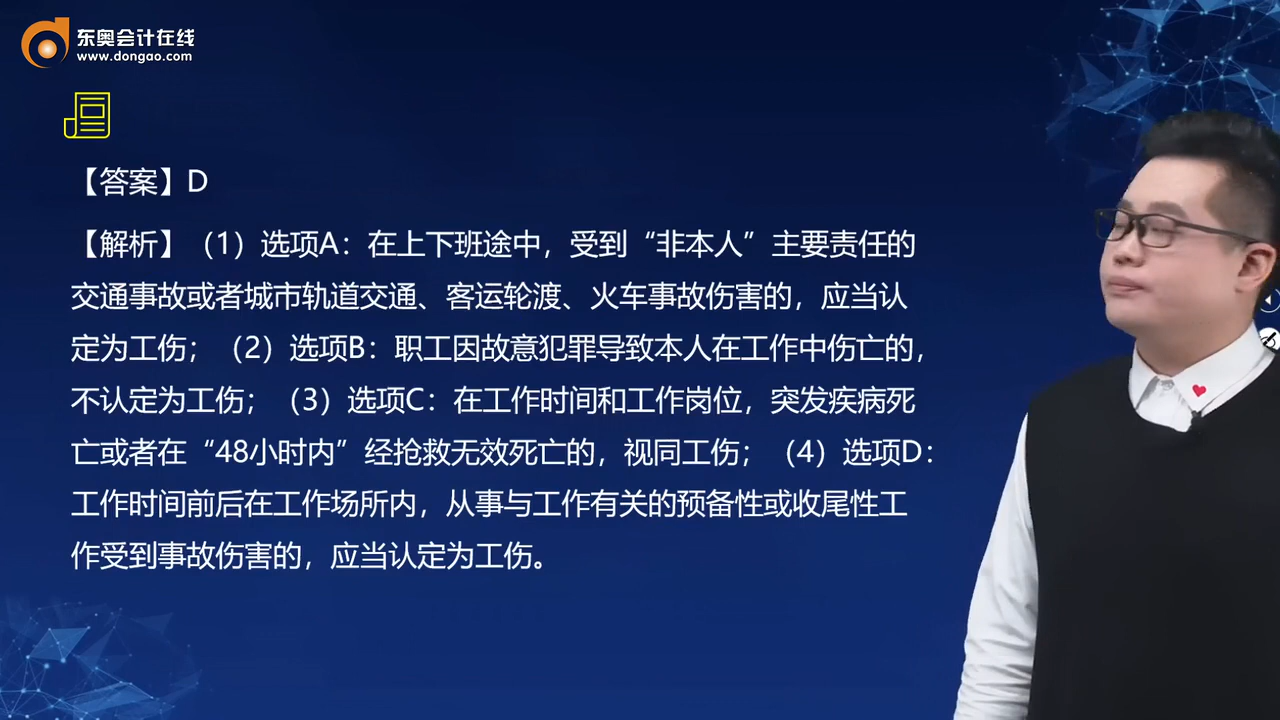 东奥会计在线
www.dongao.com
【答案】D
【解析】（1）选项A：在上下班途中，受到“非本人”主要责任的
交通事故或者城市轨道交通、客运轮渡、火车事故伤害的，应当认
定为工伤；（2）选项B：职工因故意犯罪导致本人在工作中伤亡的，
不认定为工伤；（3）选项C：在工作时间和工作岗位，突发疾病死
亡或者在“48小时内”经抢救无效死亡的，视同工伤；（4）选项D：
工作时间前后在工作场所内，从事与工作有关的预备性或收尾性工
作受到事故伤害的，应当认定为工伤。